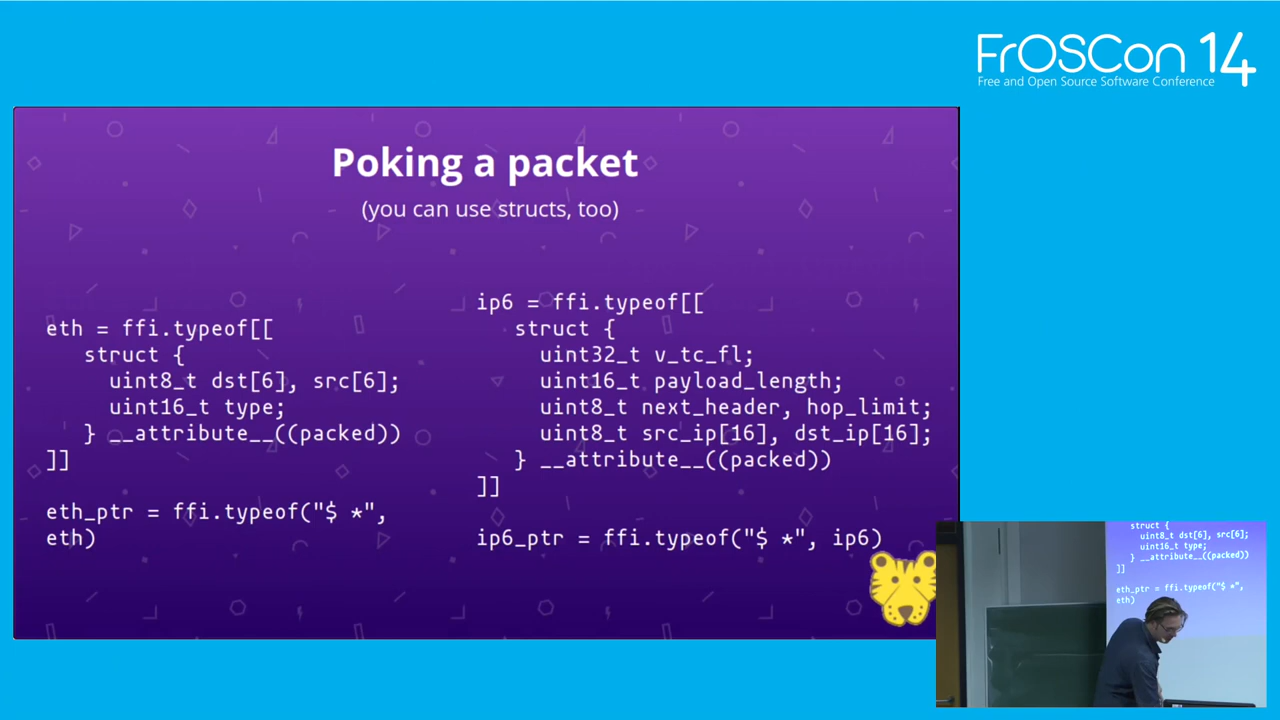 FrOSCon 14
Free and Open Source Software Conference
Poking a packet
(you can use structs, too)
eth = ffi.typeof[[
struct {
uint8_t dst[6], src[6];
uint16_t type;
} __attribute__((packed))
]]
eth_ptr = ffi.typeof("$ *",
eth)
ip6 = ffi.typeof[[
struct {
uint32_t v_tc_fl;
uint16_t payload_length;
uint8_t next_header, hop_limit;
uint8_t src_ip[16], dst_ip[16];
} __attribute__((packed))
]]
ip6_ptr = ffi.typeof("$ *", ip6)
struct {
uint8_t dst[6], src[6];
uint16_t type;
} __attribute__((packed))
]]
eth_ptr = ffi.typeof("$ *",
eth)